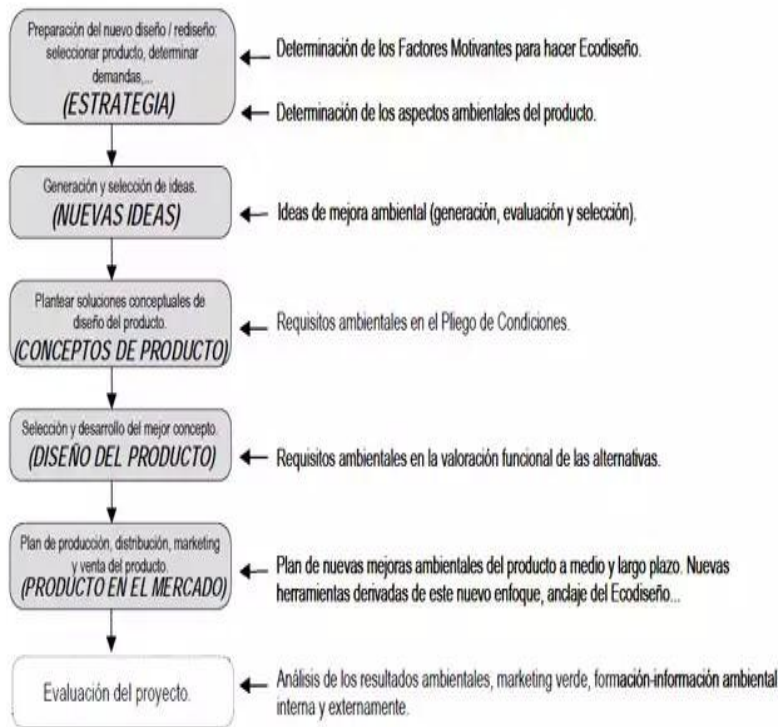 Preparación del nuevo diseño / rediseño:
seleccionar producto, determinar
demandas,...
(ESTRATEGIA)
Determinación de los Factores Motivantes para hacer Ecodiseño.
Determinación de los aspectos ambientales del producto.
Generación y selección de ideas.
(NUEVAS IDEAS)
Ideas de mejora ambiental (generación, evaluación y selección).
Plantear soluciones conceptuales de
diseño del producto.
(CONCEPTOS DE PRODUCTO)
Requisitos ambientales en el Pliego de Condiciones.
Selección y desarrollo del mejor concepto.
(DISEÑO DEL PRODUCTO)
Requisitos ambientales en la valoración funcional de las alternativas.
Plan de producción, distribución, marketing
y venta del producto.
(PRODUCTO EN EL MERCADO)
Plan de nuevas mejoras ambientales del producto a medio y largo plazo. Nuevas
herramientas derivadas de este nuevo enfoque, anclaje del Ecodiseño...
Evaluación del proyecto.
Análisis de los resultados ambientales, marketing verde, formación-información ambiental
interna y externamente.